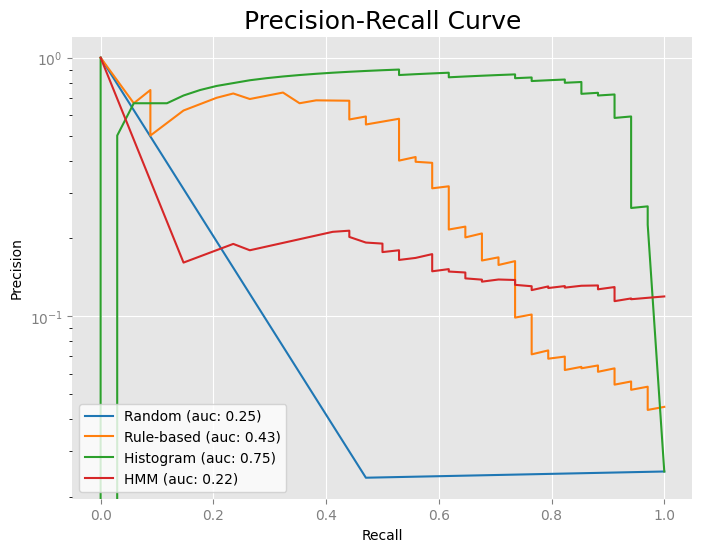 Precision-Recall Curve
10⁰
10⁻¹
Precision
Random (auc: 0.25)
Rule-based (auc: 0.43)
Histogram (auc: 0.75)
HMM (auc: 0.22)
0.0 0.2 0.4 0.6 0.8 1.0
Recall